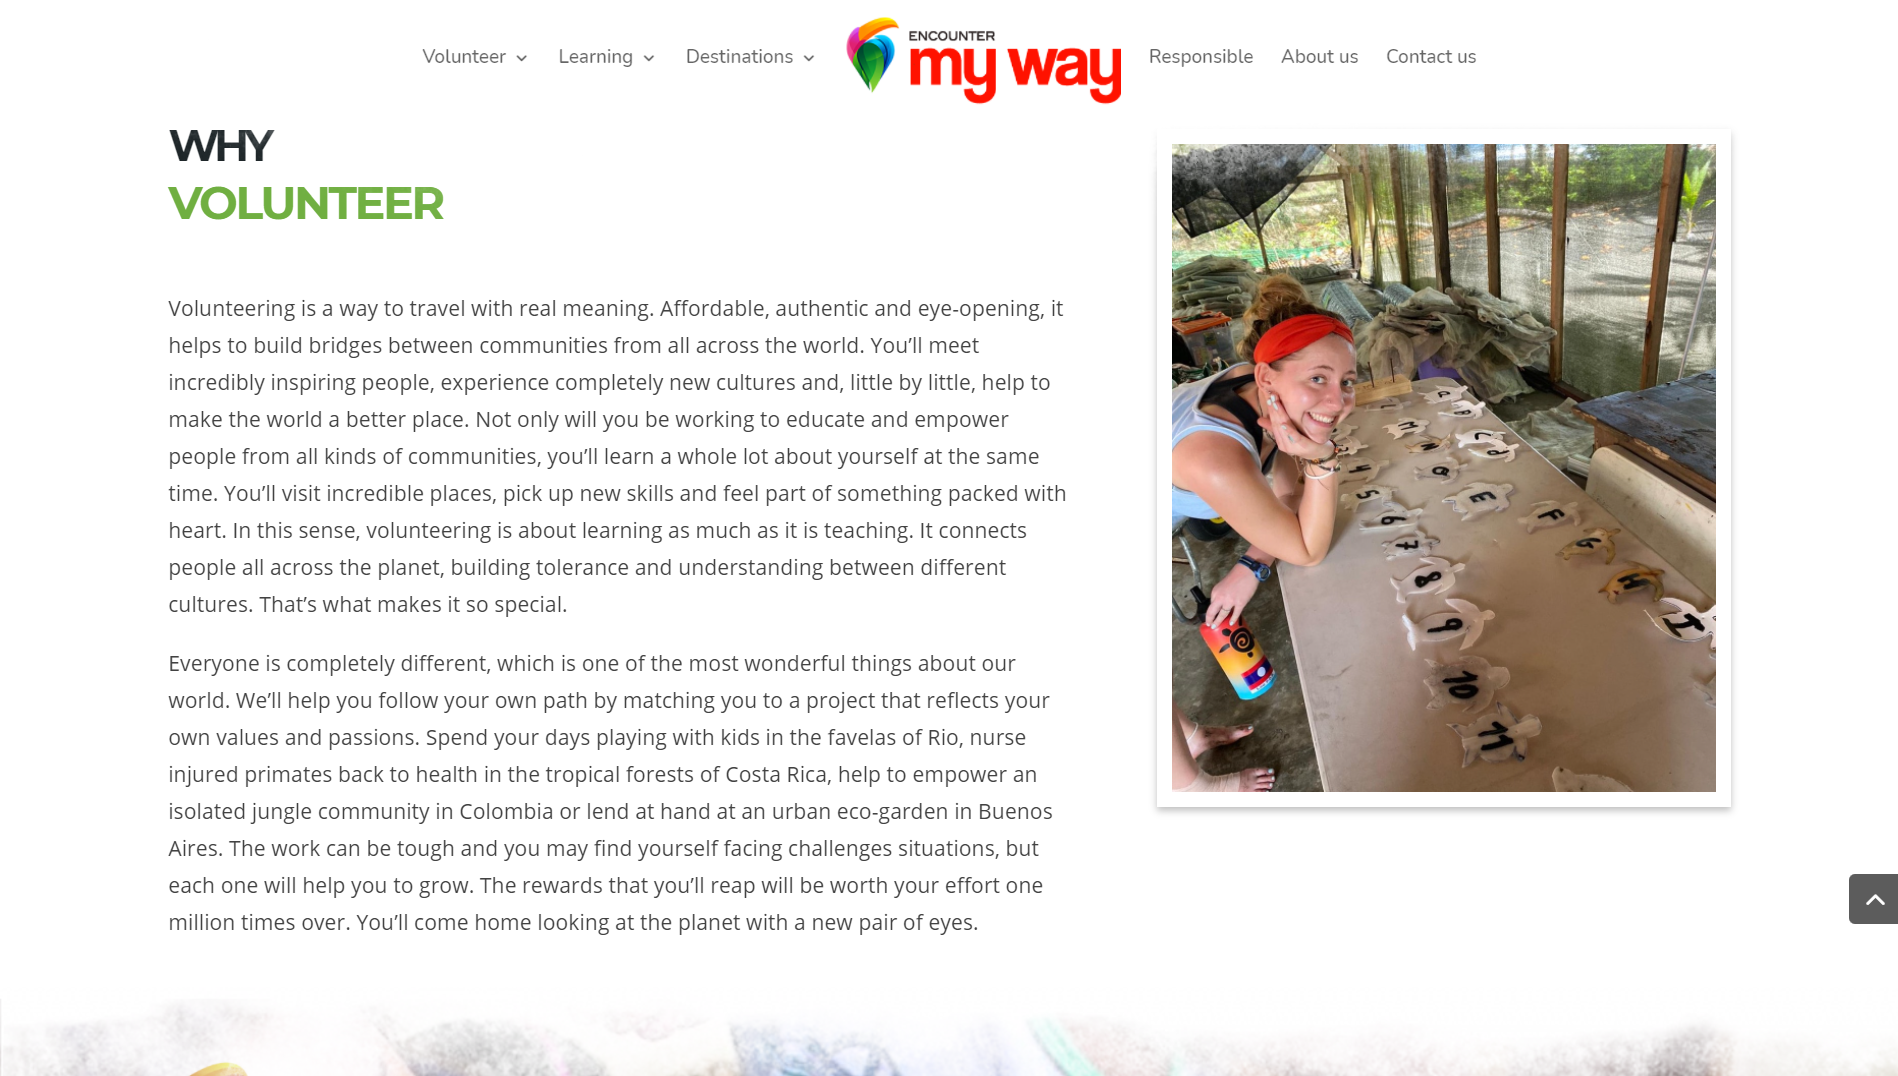 Volunteer
Learning
Destinations
ENCOUNTER
my way
Responsible
About us
Contact us
WHY
VOLUNTEER
Volunteering is a way to travel with real meaning. Affordable, authentic and eye-opening, it
helps to build bridges between communities from all across the world. You’ll meet
incredibly inspiring people, experience completely new cultures and, little by little, help to
make the world a better place. Not only will you be working to educate and empower
people from all kinds of communities, you’ll learn a whole lot about yourself at the same
time. You’ll visit incredible places, pick up new skills and feel part of something packed with
heart. In this sense, volunteering is about learning as much as it is teaching. It connects
people all across the planet, building tolerance and understanding between different
cultures. That’s what makes it so special.
Everyone is completely different, which is one of the most wonderful things about our
world. We’ll help you follow your own path by matching you to a project that reflects your
own values and passions. Spend your days playing with kids in the favelas of Rio, nurse
injured primates back to health in the tropical forests of Costa Rica, help to empower an
isolated jungle community in Colombia or lend at hand at an urban eco-garden in Buenos
Aires. The work can be tough and you may find yourself facing challenges situations, but
each one will help you to grow. The rewards that you’ll reap will be worth your effort one
million times over. You’ll come home looking at the planet with a new pair of eyes.
E
F
G
H
I
5
6
7
8
9
10
11